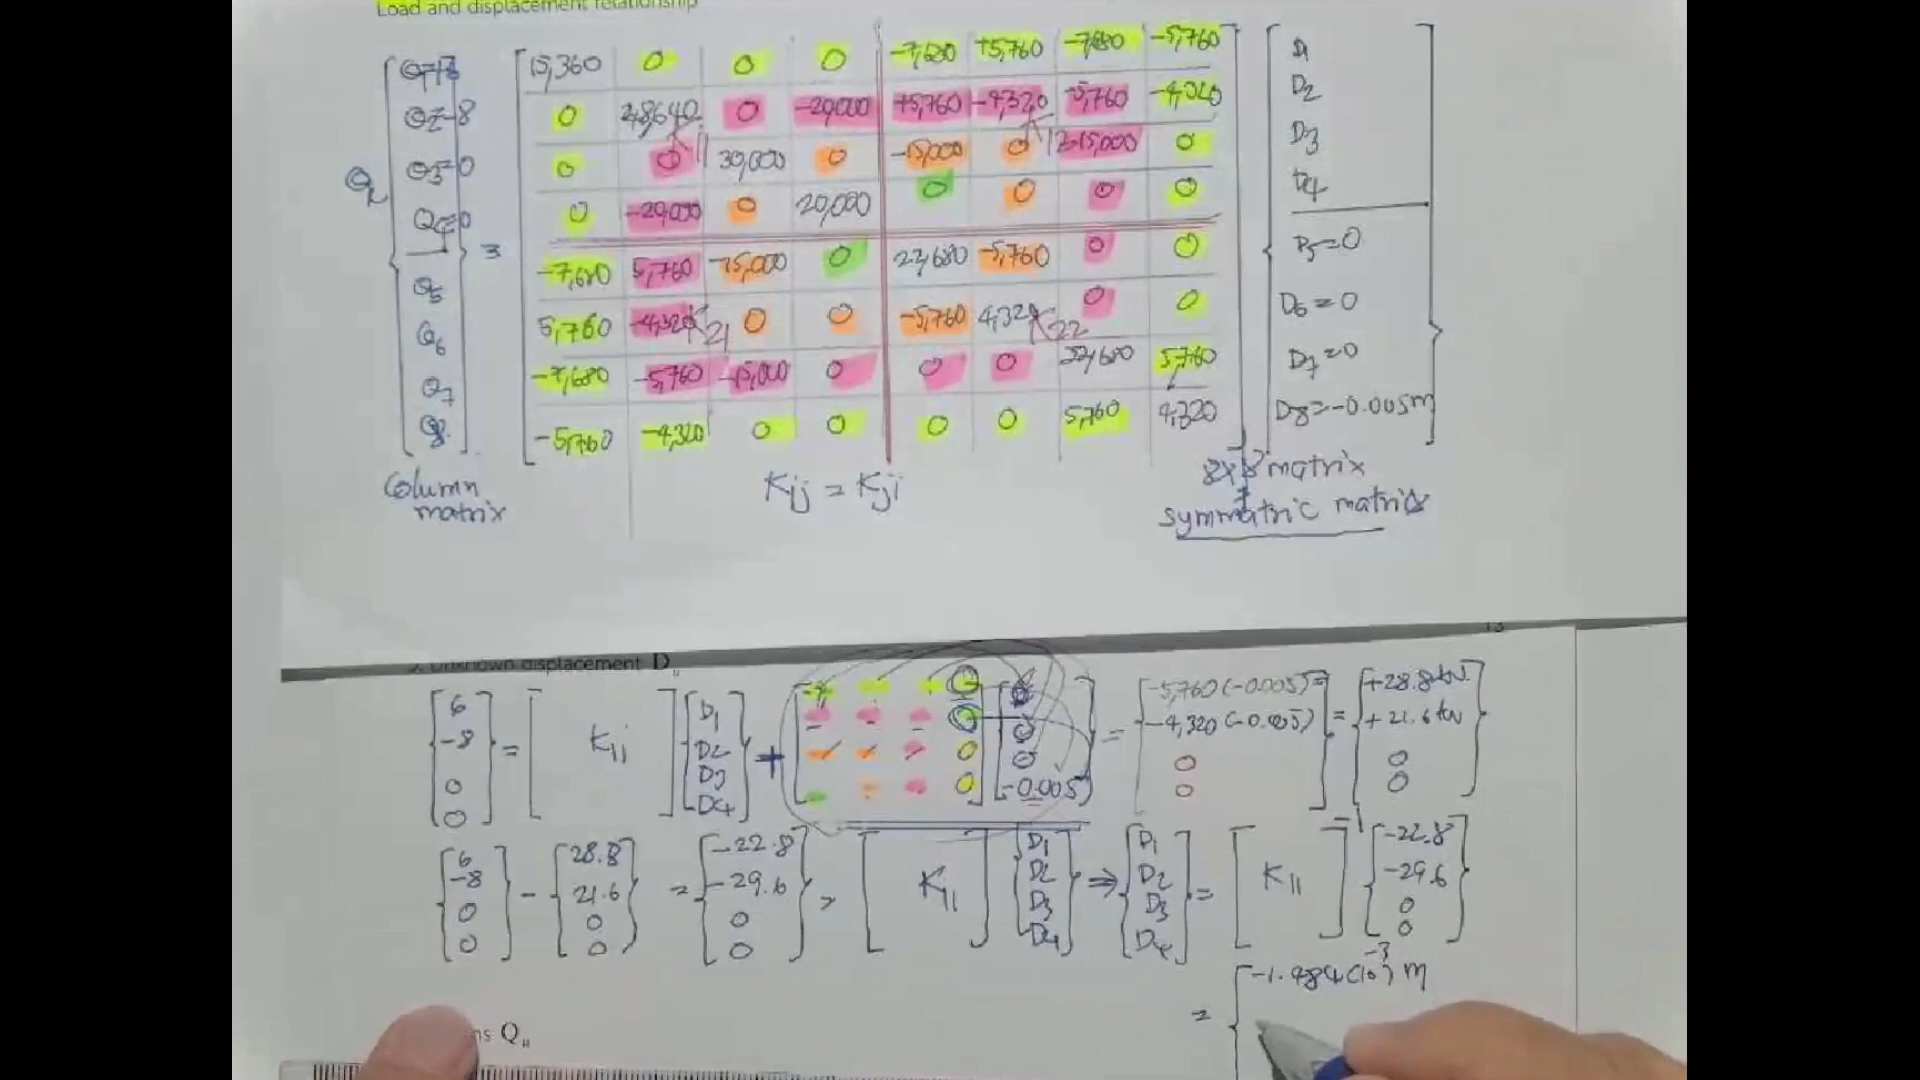 Load and displacement relationship
15,360 0 0 0 -7,680 +5,760 -7,680 -5,760 D1
Q2=-8 0 28,640 0 -20,000 +5,760 -4,320 -5,760 -4,320 D2
Q3=0 0 0 K11 30,000 0 -15,000 0 K12 -15,000 0 D3
0 -20,000 0 20,000 0 0 0 0 D4
Qk =
Q5 -7,680 5,760 -15,000 0 22,680 -5,760 0 0 D5=0
Q6 5,760 -4,320 K21 0 0 -5,760 4,320 K22 0 0 D6=0
Q7 -7,680 -5,760 -15,000 0 0 0 22,680 5,760 D7=0
Q8 -5,760 -4,320 0 0 0 0 5,760 4,320 D8=-0.005m
Column matrix
Kij = Kji
8x8 matrix
symmatric matrix
13
Unknown displacement Du
6 D1 0 -5,760(-0.005) +28.8 kN
-8 = K11 D2 + 0 = -4,320(-0.005) = +21.6 kN
0 D3 0 0 0 0
0 D4 0 -0.005 0 0
6 28.8 -22.8 D1 D1 -1 -22.8
-8 - 21.6 = -29.6 = K11 D2 ⇒ D2 = K11 -29.6
0 0 0 D3 D3 0
0 0 0 D4 D4 0
= -1.484(10-3) m
ns Qu